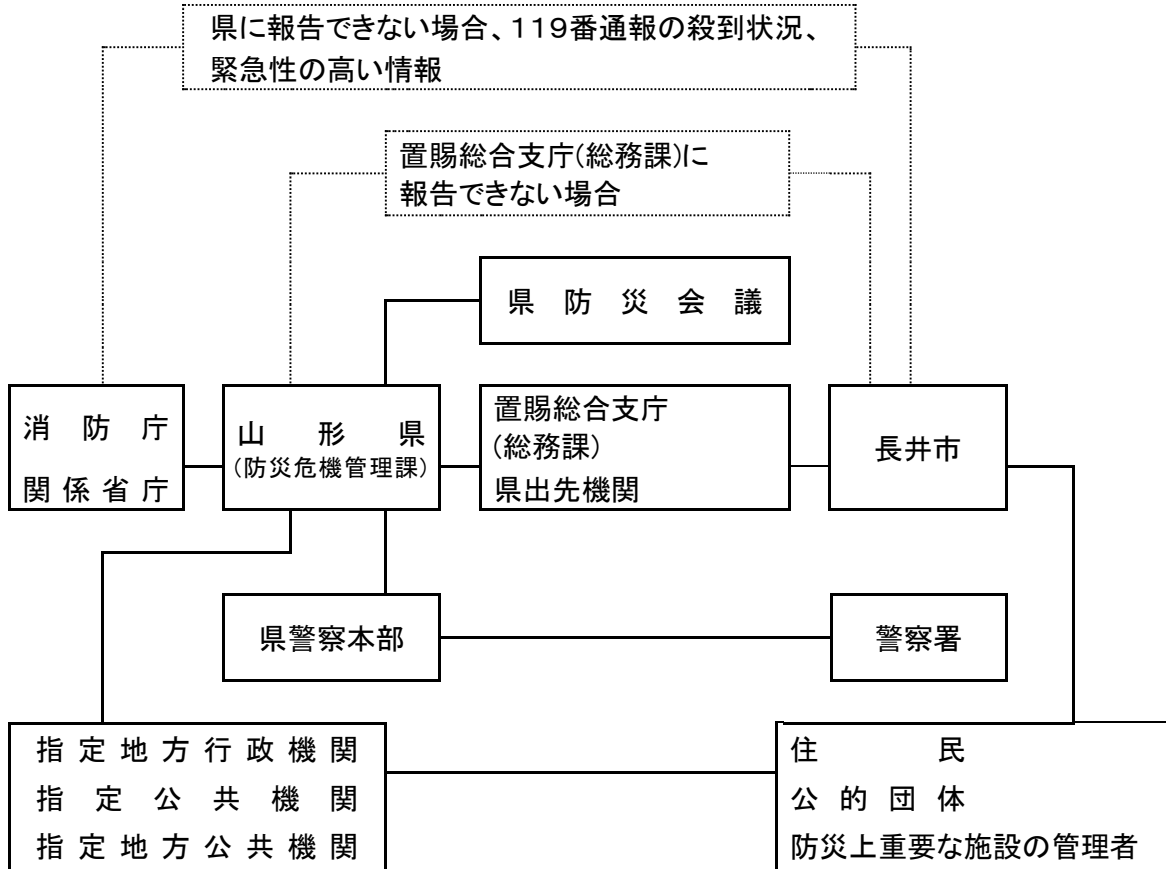 県に報告できない場合、119番通報の殺到状況、
緊急性の高い情報
置賜総合支庁(総務課)に
報告できない場合
県防災会議
消防庁
関係省庁
山形県
(防災危機管理課)
置賜総合支庁
(総務課)
県出先機関
長井市
県警察本部
警察署
指定地方行政機関
指定公共機関
指定地方公共機関
住民
公的団体
防災上重要な施設の管理者